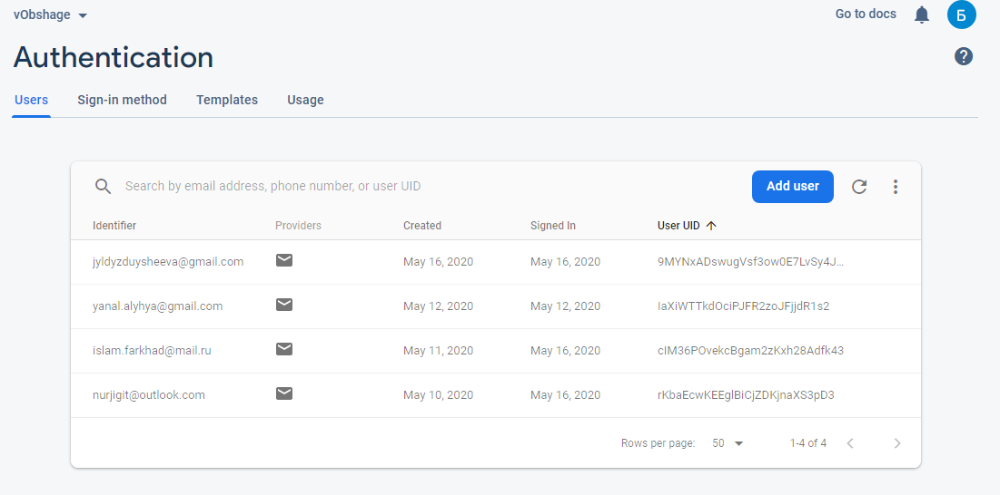 vObshage
Go to docs
Б
Authentication
Users Sign-in method Templates Usage
Search by email address, phone number, or user UID
Add user
Identifier Providers Created Signed In User UID
jyldyzduysheeva@gmail.com May 16, 2020 May 16, 2020 9MYNxADswugVsf3ow0E7LvSy4J...
yanal.alyhya@gmail.com May 12, 2020 May 12, 2020 IaXiWTTkdOciPJFR2zoJFjjdR1s2
islam.farkhad@mail.ru May 11, 2020 May 16, 2020 cIM36POvekcBgam2zKxh28Adfk43
nurjigit@outlook.com May 10, 2020 May 16, 2020 rKbaEcwKEEglBiCjZDKjnaXS3pD3
Rows per page: 50 1-4 of 4